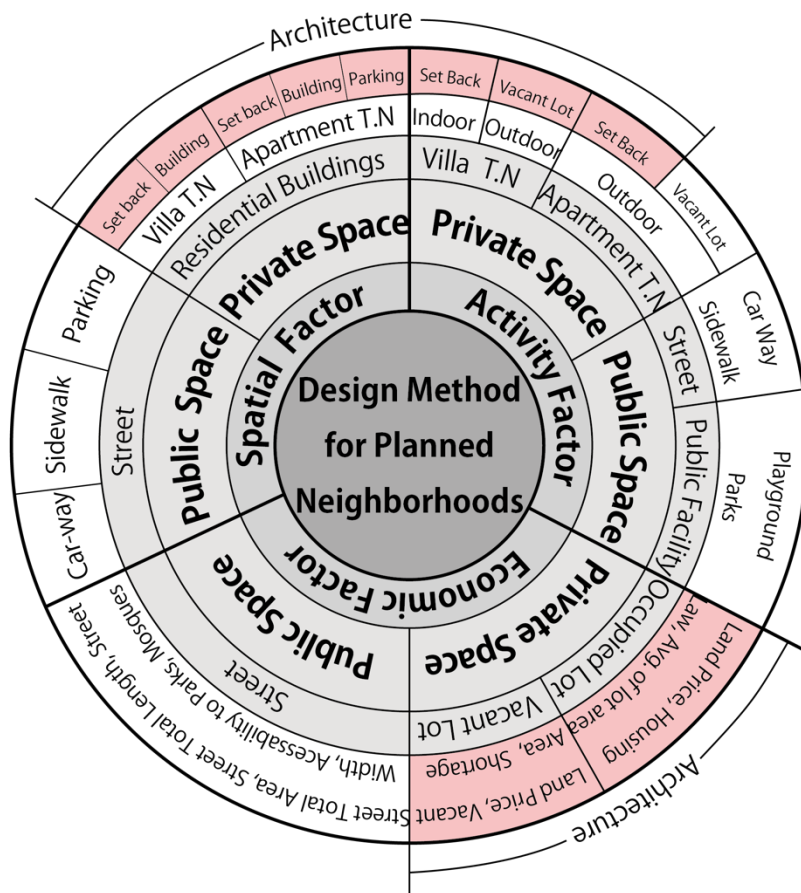 Architecture
Set back
Building
Set back
Building
Parking
Set Back
Vacant Lot
Set Back
Vacant Lot
Villa T.N
Apartment T.N
Indoor
Outdoor
Outdoor
Residential Buildings
Villa T.N
Apartment T.N
Private Space
Private Space
Spatial Factor
Activity Factor
Design Method
for Planned
Neighborhoods
Public Space
Street
Parking
Sidewalk
Car-way
Public Space
Street
Sidewalk
Car Way
Public Facility
Parks
Playground
Economic Factor
Public Space
Street
Width, Acessability to Parks, Mosques
Street Total Area, Street Total Length, Street
Private Space
Vacant Lot
Area, Shortage
Land Price, Vacant
Occupied Lot
Law, Avg. of lot area
Land Price, Housing
Architecture